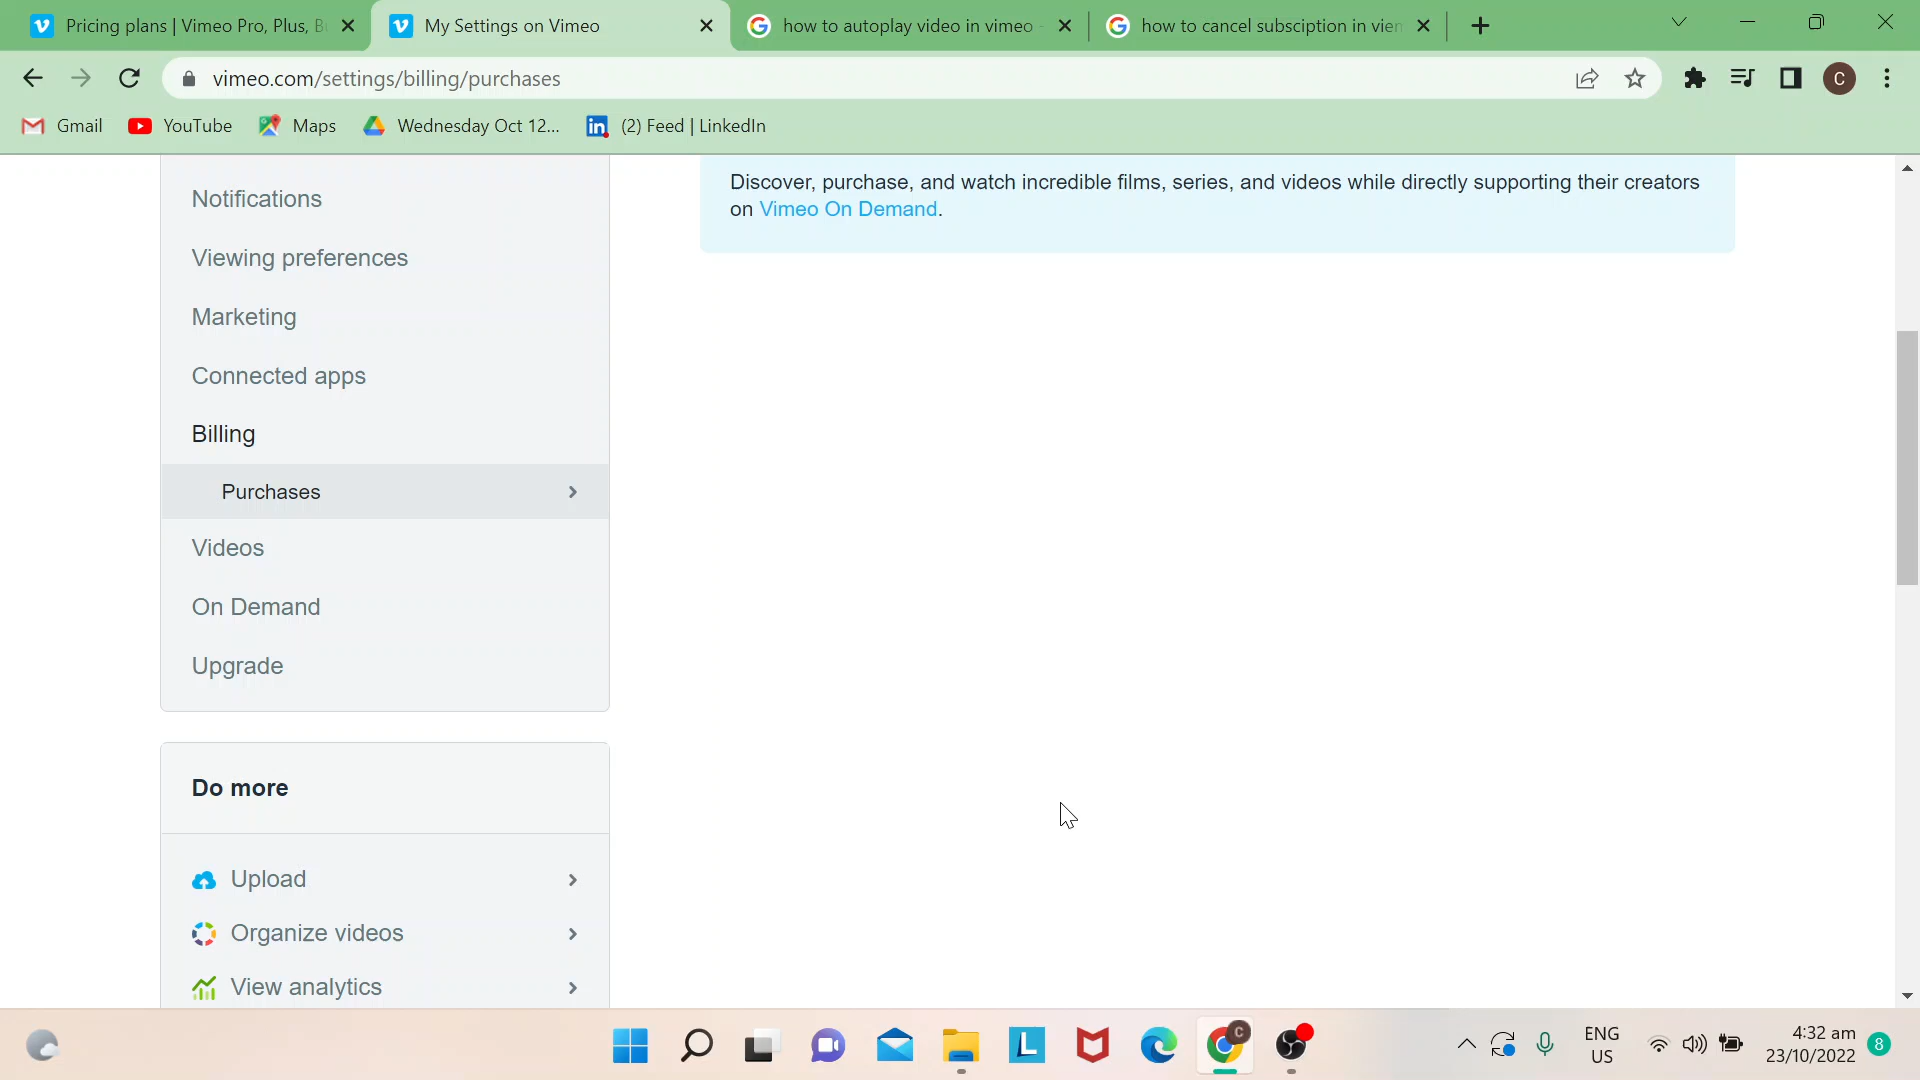 Pricing plans | Vimeo Pro, Plus, B
My Settings on Vimeo
how to autoplay video in vimeo -
how to cancel subsciption in vien
vimeo.com/settings/billing/purchases
C
Gmail
YouTube
Maps
Wednesday Oct 12...
(2) Feed | LinkedIn
Notifications
Viewing preferences
Marketing
Connected apps
Billing
Purchases
Videos
On Demand
Upgrade
Do more
Upload
Organize videos
View analytics
Discover, purchase, and watch incredible films, series, and videos while directly supporting their creators
on Vimeo On Demand.
L
C
ENG
US
4:32 am
23/10/2022
8